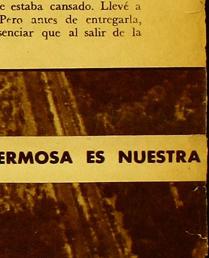 e estaba cansado. Llevé a
Pero antes de entregarla,
senciar que al salir de la
ERMOSA ES NUESTRA